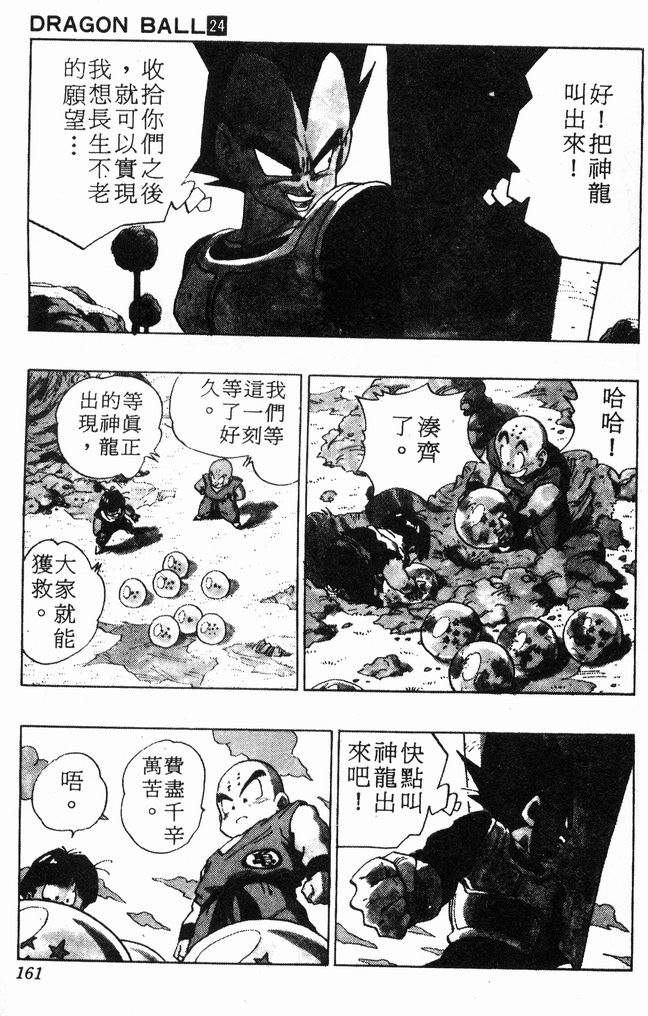 DRAGON BALL 24
好！把神龍
叫出來！
收拾你們之後
，就可以實現
我想長生不老
的願望…
哈哈！
湊齊
了。
我們等
這一刻
等了好
久。
等眞正
的神龍
出現，
大家就能
獲救。
快點叫
神龍出
來吧！
費盡千辛
萬苦。
唔。
161